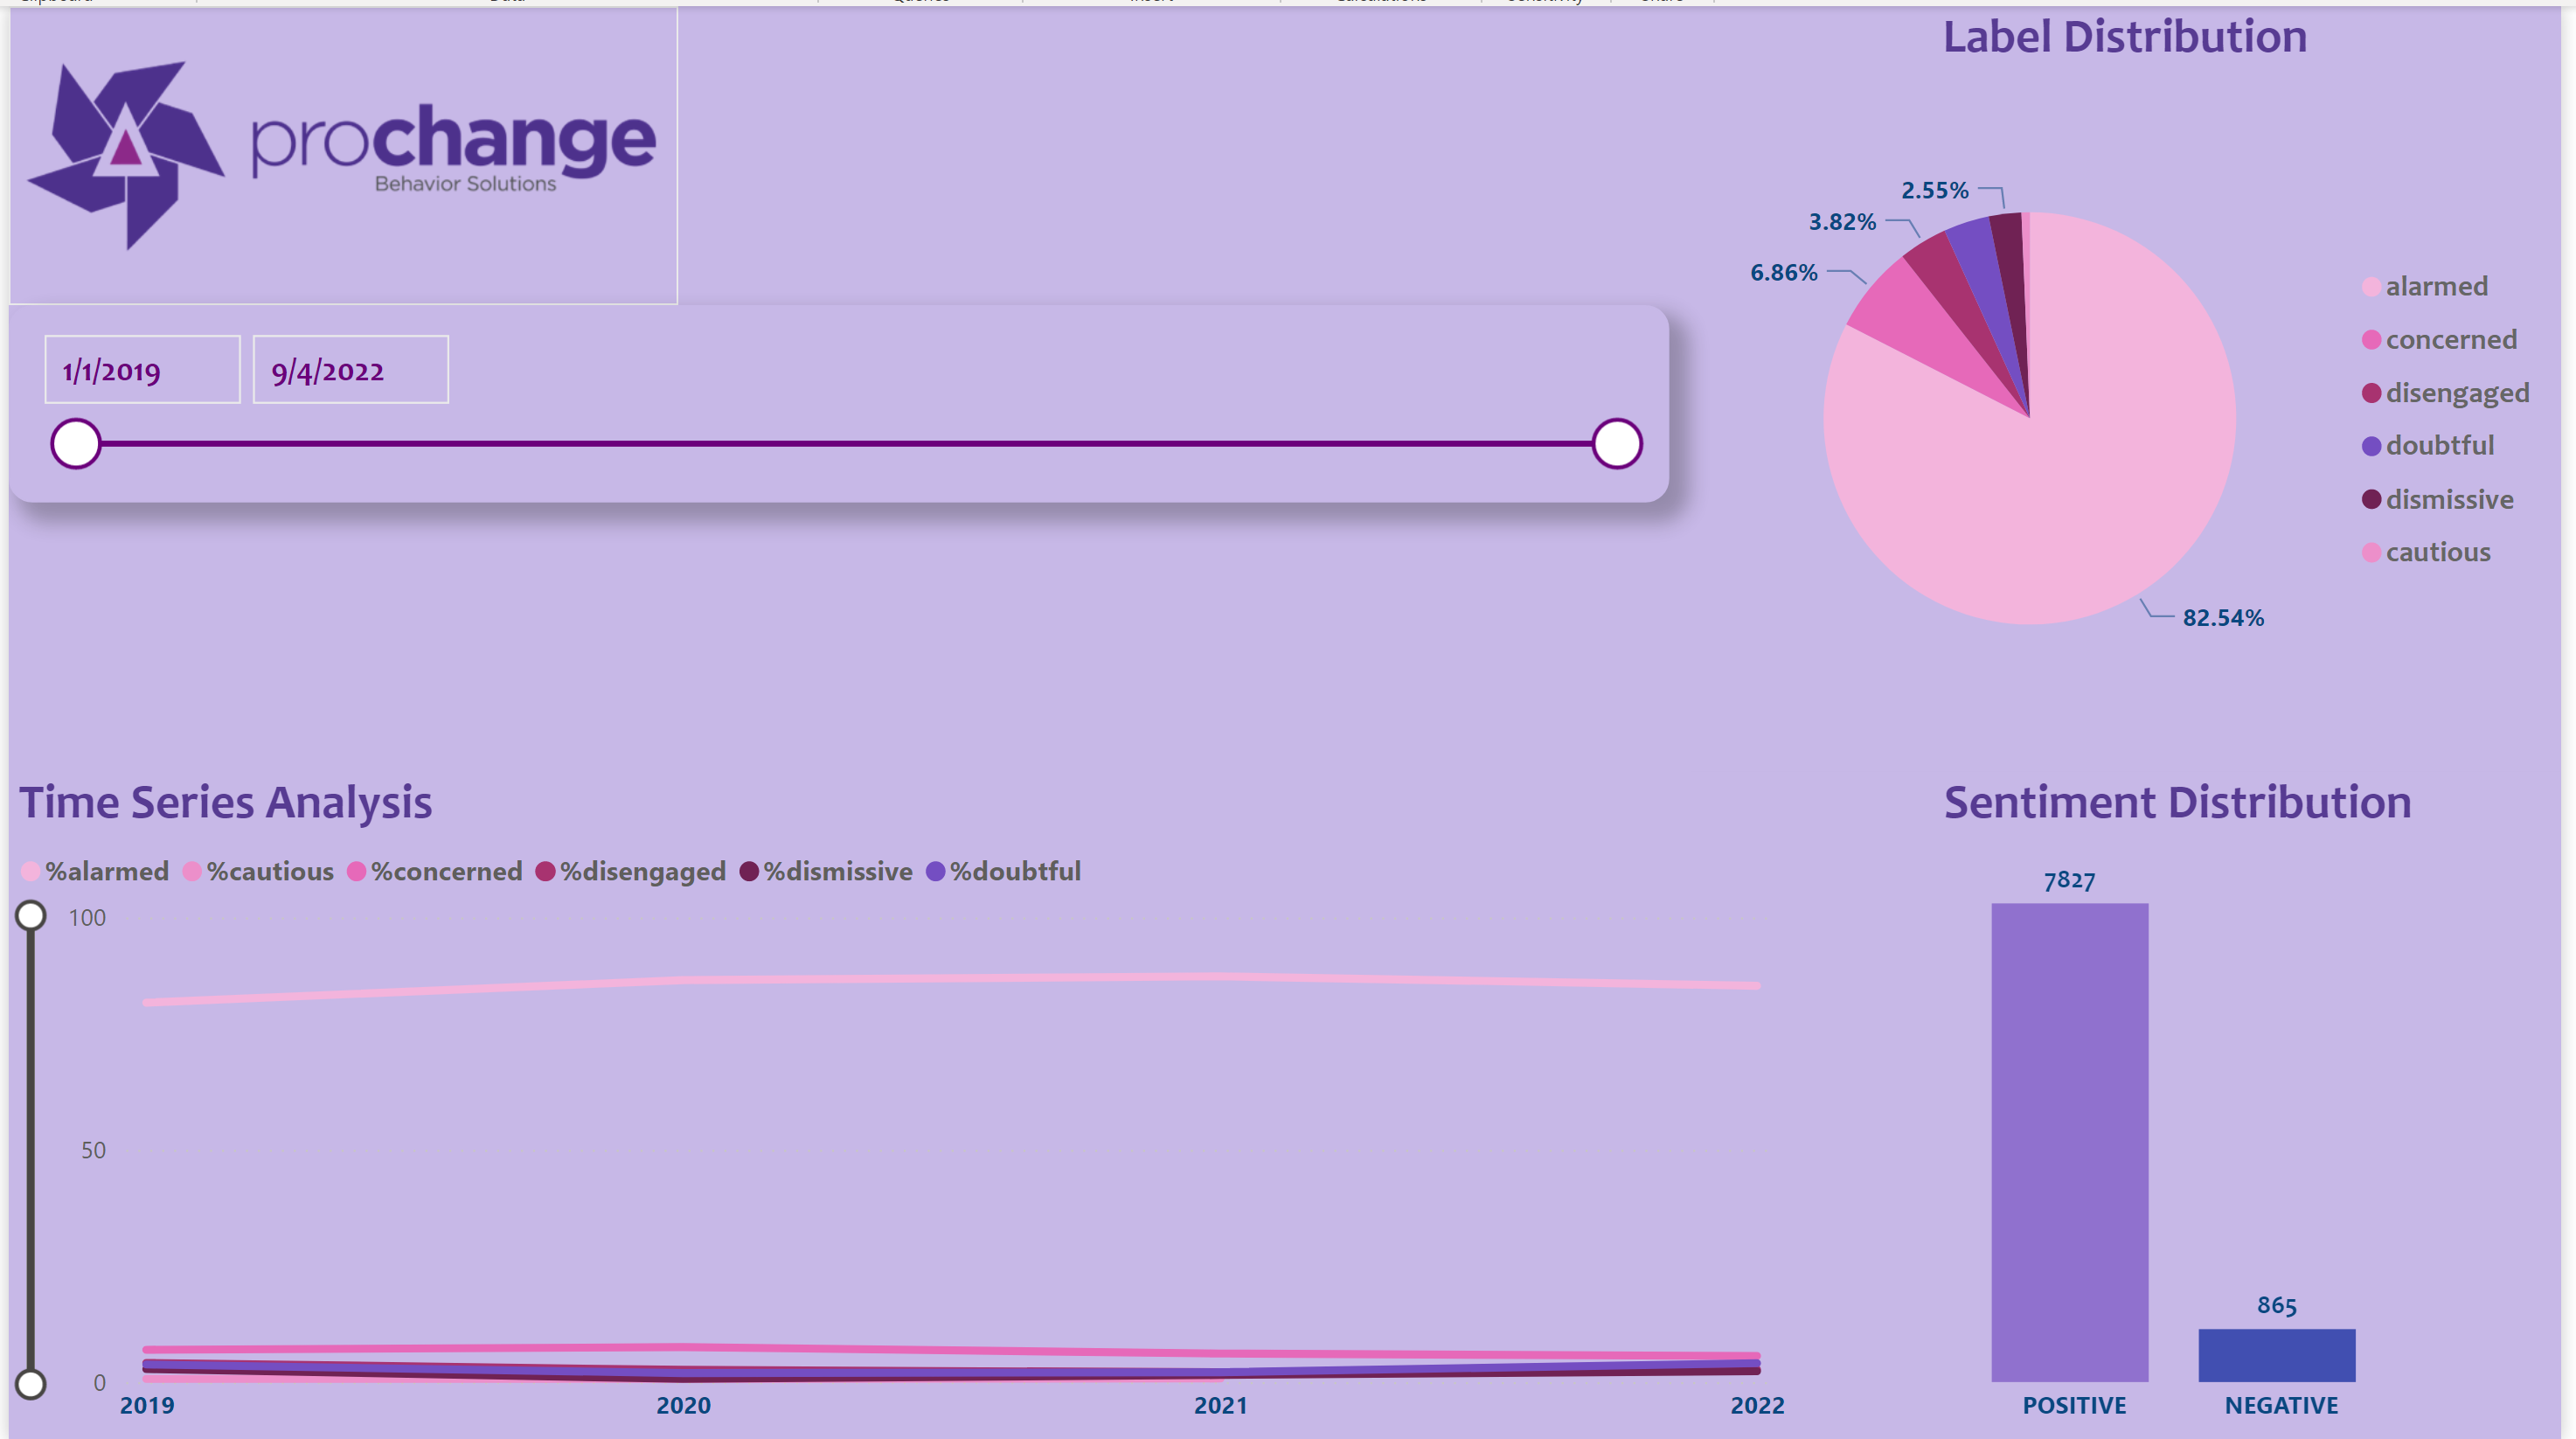 Label Distribution
prochange
Behavior Solutions
1/1/2019
9/4/2022
2.55%
3.82%
6.86%
82.54%
alarmed
concerned
disengaged
doubtful
dismissive
cautious
Time Series Analysis
%alarmed %cautious %concerned %disengaged %dismissive %doubtful
100
50
0
2019 2020 2021 2022
Sentiment Distribution
7827
865
POSITIVE NEGATIVE